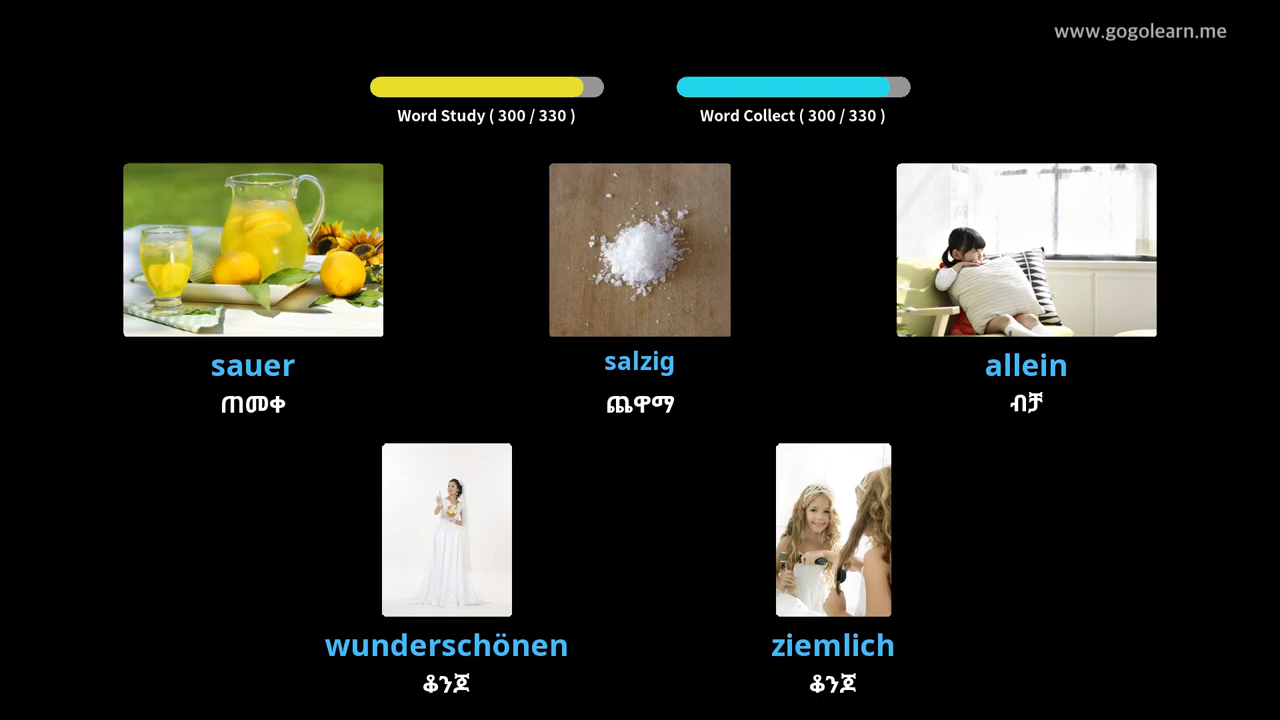 www.gogolearn.me
Word Study ( 300 / 330 )
Word Collect ( 300 / 330 )
sauer
ጠመቀ
salzig
ጨዋማ
allein
ብቻ
wunderschönen
ቆንጆ
ziemlich
ቆንጆ